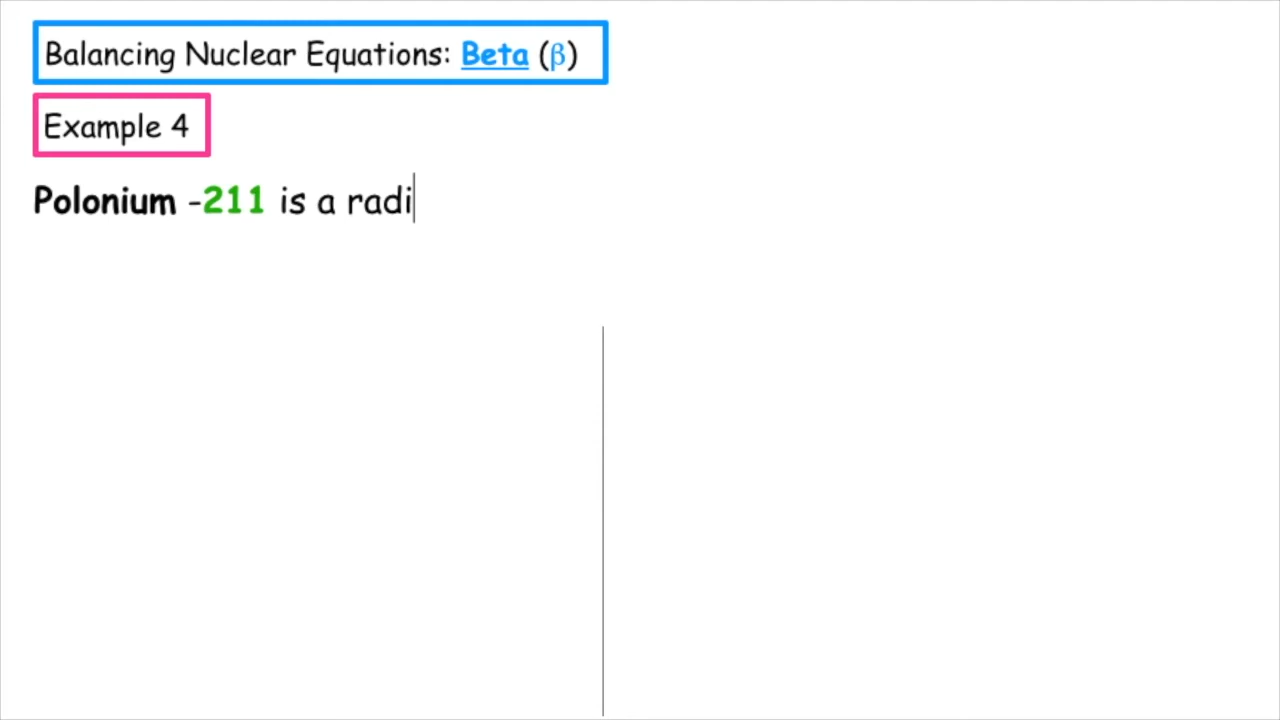 Balancing Nuclear Equations: Beta (β)
Example 4
Polonium -211 is a radi